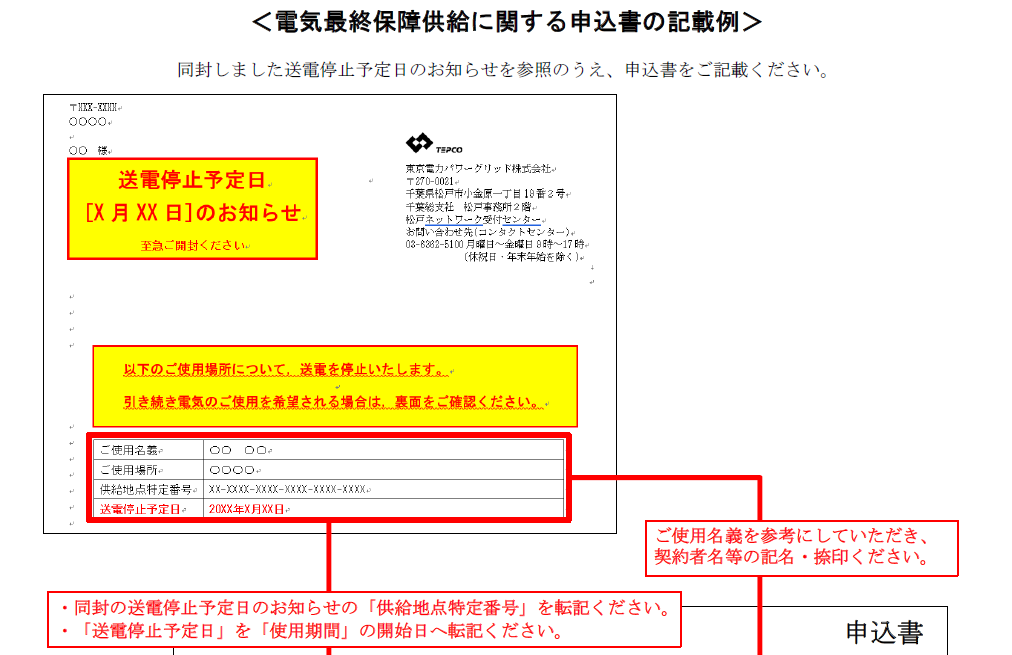 ＜電気最終保障供給に関する申込書の記載例＞
同封しました送電停止予定日のお知らせを参照のうえ、申込書をご記載ください。
〒XXX-XXXX
〇〇〇〇
〇〇　様
送電停止予定日
[X 月 XX 日]のお知らせ
至急ご開封ください
TEPCO
東京電力パワーグリッド株式会社
〒270-0021
千葉県松戸市小金原一丁目19番2号
千葉総支社　松戸事務所2階
松戸ネットワーク受付センター
お問い合わせ先(コンタクトセンター)
03-6362-5100 月曜日～金曜日9時～17時
(休祝日・年末年始を除く)
以下のご使用場所について，送電を停止いたします。
引き続き電気のご使用を希望される場合は，裏面をご確認ください。
ご使用名義　〇〇　〇〇
ご使用場所　〇〇〇〇
供給地点特定番号　XX-XXXX-XXXX-XXXX-XXXX-XXXX
送電停止予定日　20XX年X月XX日
ご使用名義を参考にしていただき、
契約者名等の記名・捺印ください。
・同封の送電停止予定日のお知らせの「供給地点特定番号」を転記ください。
・「送電停止予定日」を「使用期間」の開始日へ転記ください。
申込書